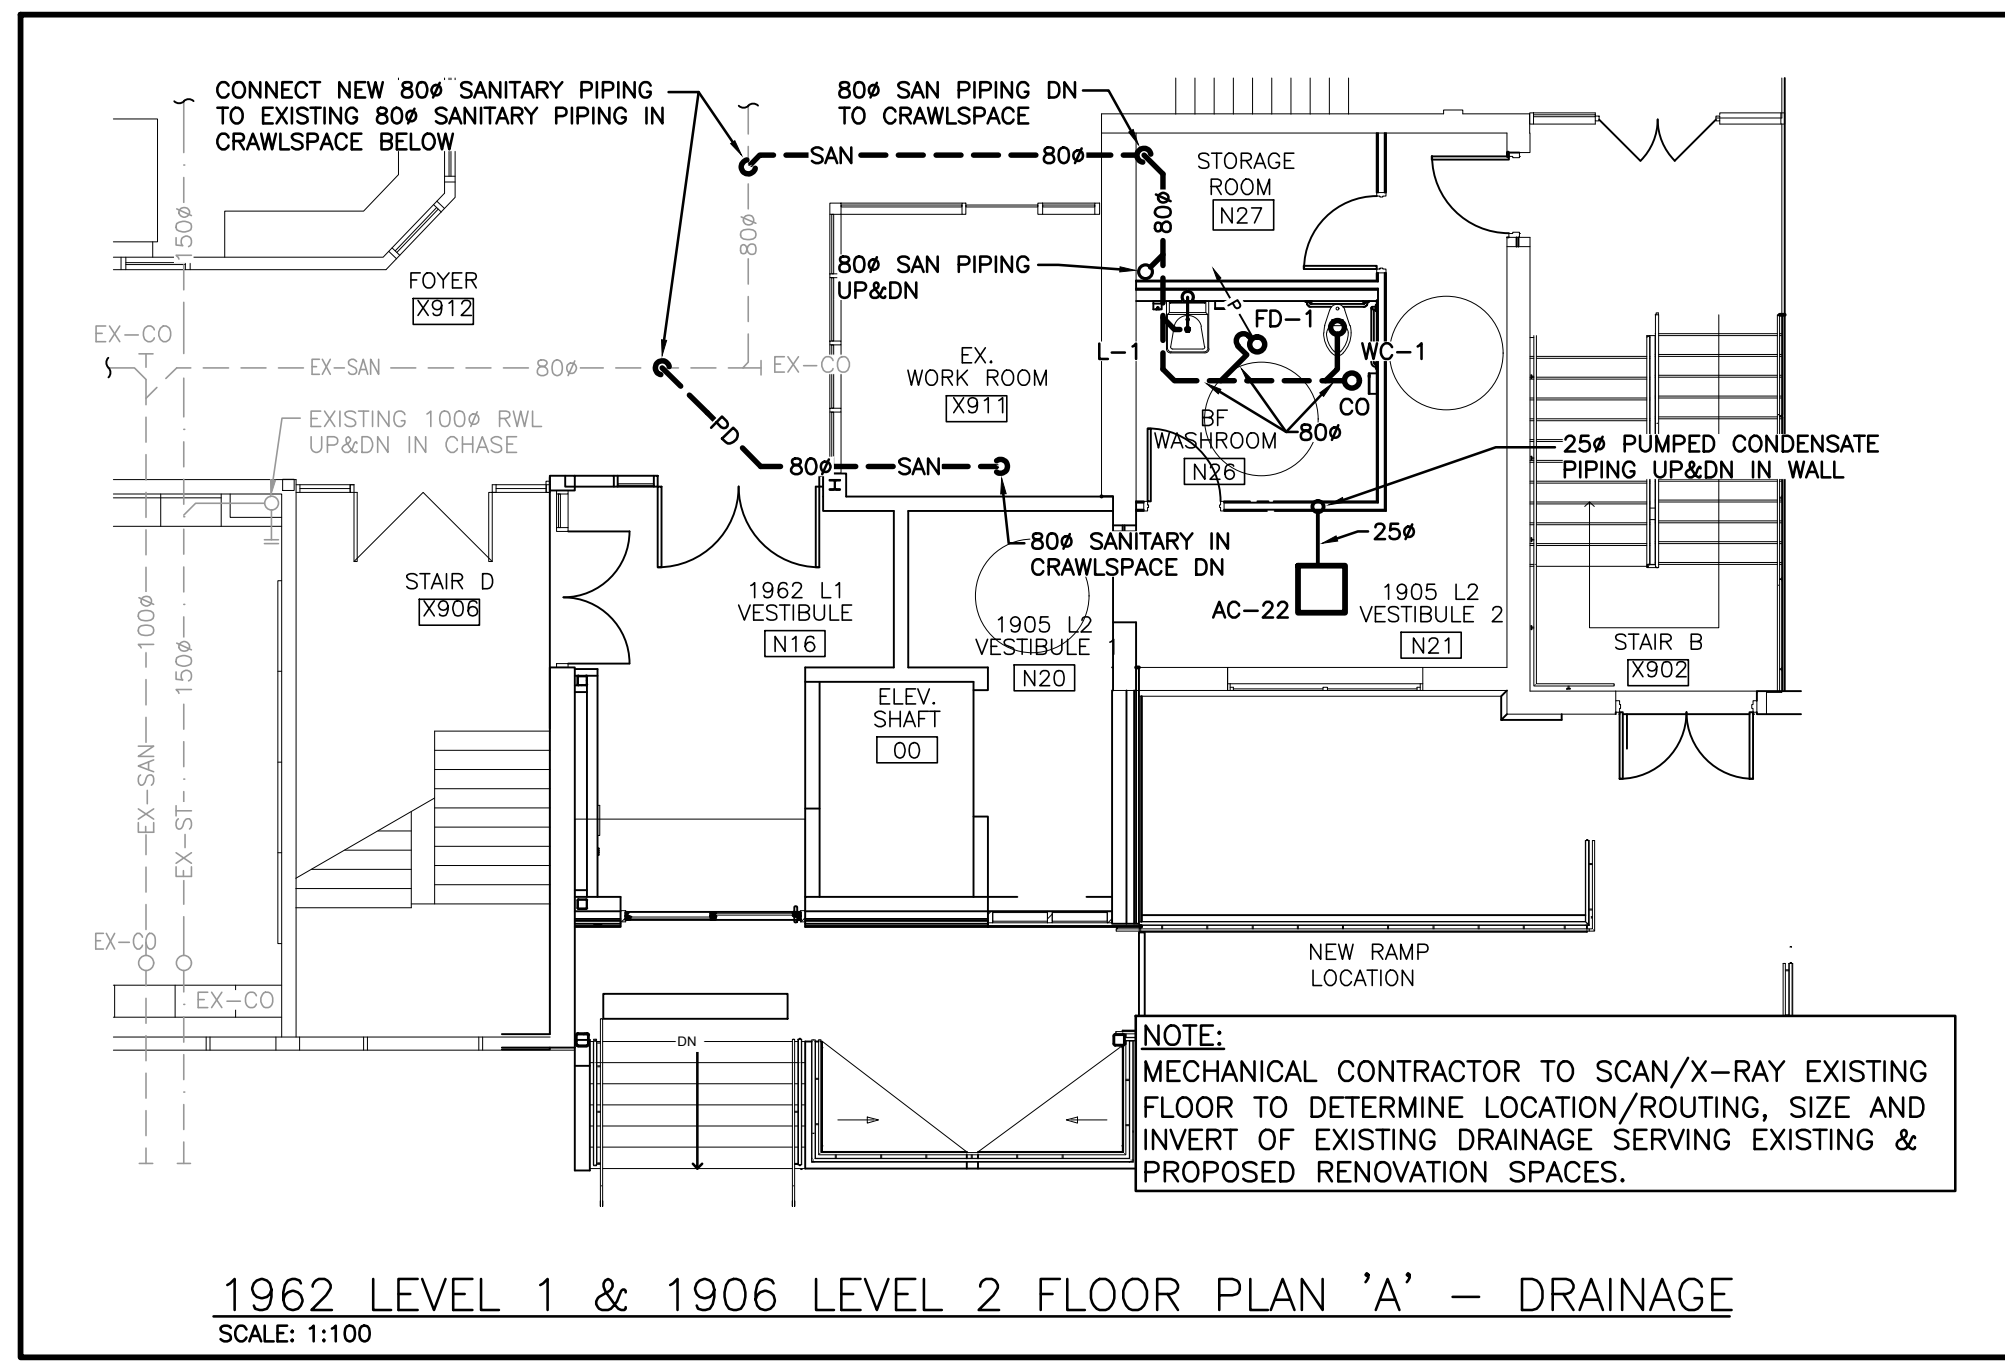 CONNECT NEW 80ø SANITARY PIPING
TO EXISTING 80ø SANITARY PIPING IN
CRAWLSPACE BELOW
80ø SAN PIPING DN
TO CRAWLSPACE
SAN
80ø
STORAGE
ROOM
N27
80ø
150ø
80ø
80ø SAN PIPING
UP&DN
FOYER
X912
P
FD-1
EX-CO
L-1
WC-1
EX-SAN
80ø
EX-CO
EX.
WORK ROOM
X911
CO
EXISTING 100ø RWL
UP&DN IN CHASE
PD
BF
WASHROOM
N26
80ø
25ø PUMPED CONDENSATE
PIPING UP&DN IN WALL
80ø
SAN
H
80ø SANITARY IN
CRAWLSPACE DN
25ø
STAIR D
X906
1962 L1
VESTIBULE
N16
1905 L2
VESTIBULE 1
N20
AC-22
1905 L2
VESTIBULE 2
N21
STAIR B
X902
100ø
150ø
EX-SAN
EX-ST
ELEV.
SHAFT
00
EX-CO
EX-CO
NEW RAMP
LOCATION
DN
NOTE:
MECHANICAL CONTRACTOR TO SCAN/X-RAY EXISTING
FLOOR TO DETERMINE LOCATION/ROUTING, SIZE AND
INVERT OF EXISTING DRAINAGE SERVING EXISTING &
PROPOSED RENOVATION SPACES.
1962 LEVEL 1 & 1906 LEVEL 2 FLOOR PLAN 'A' - DRAINAGE
SCALE: 1:100